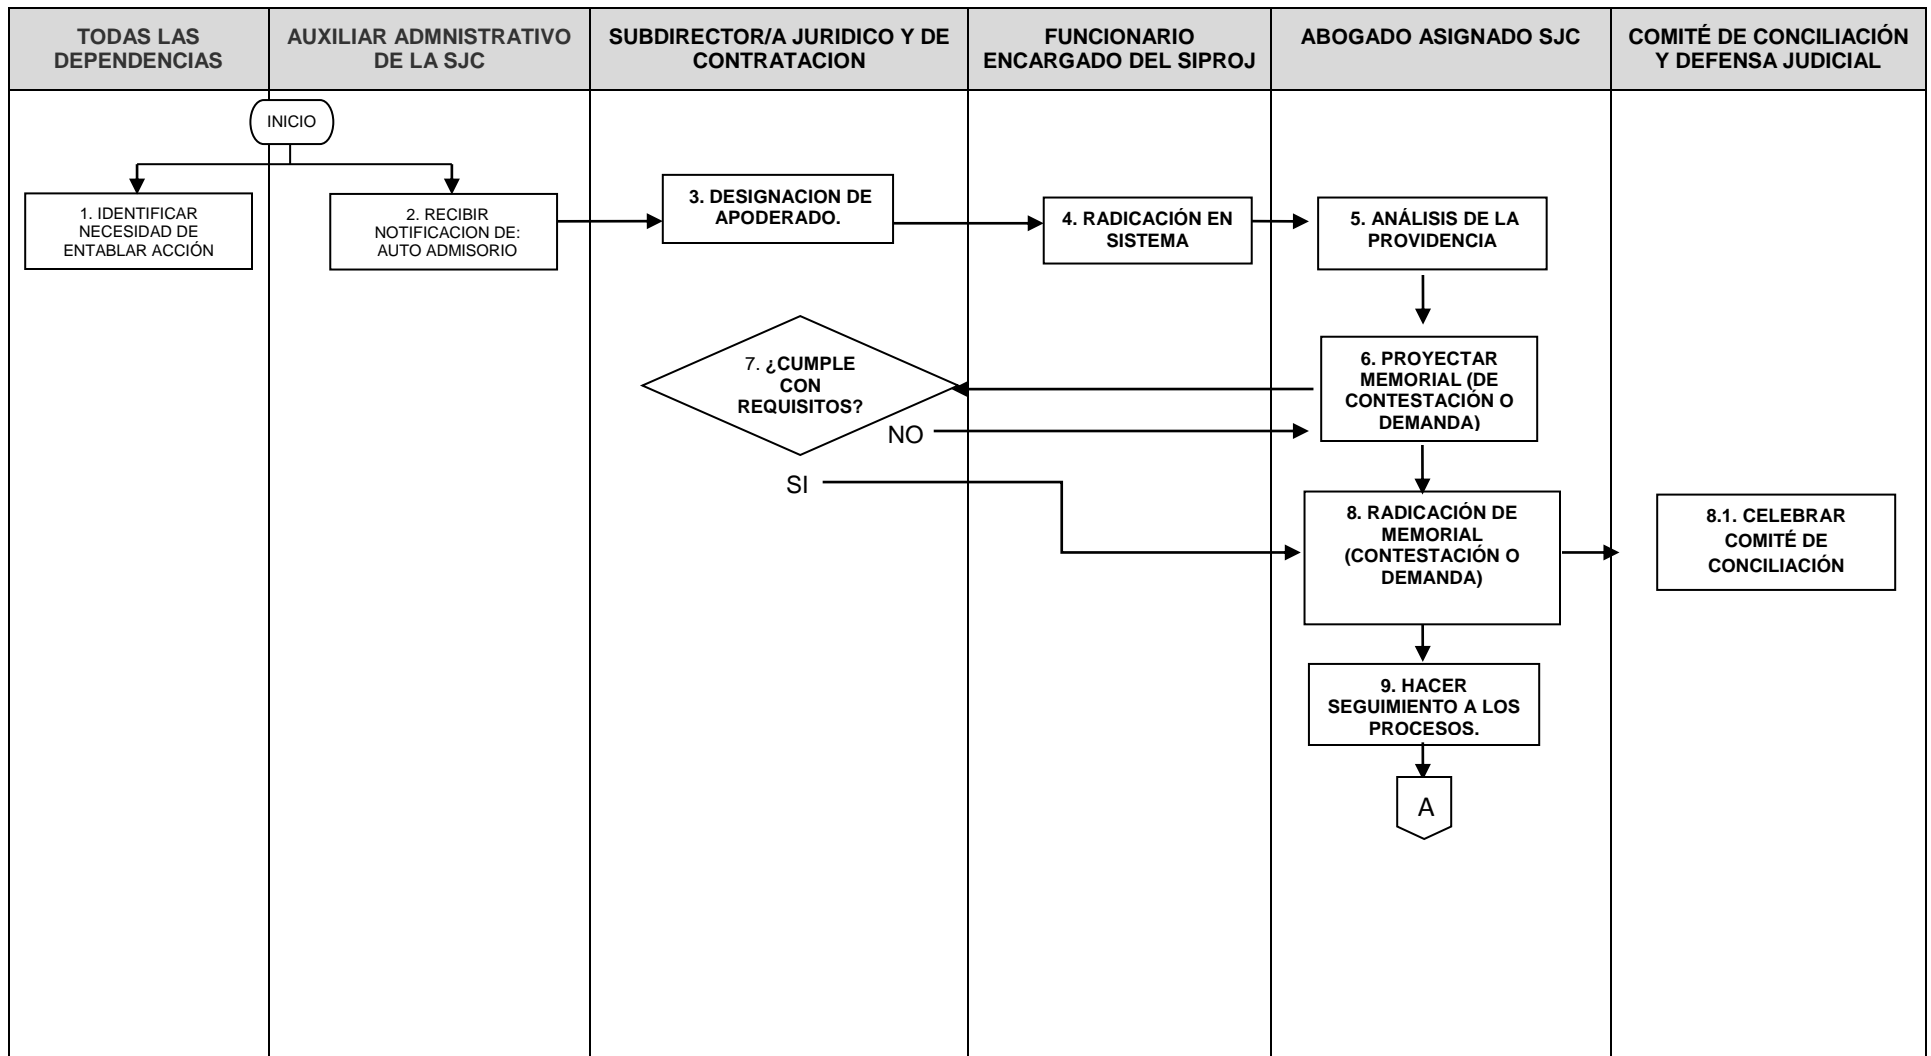 TODAS LAS
DEPENDENCIAS
AUXILIAR ADMNISTRATIVO
DE LA SJC
SUBDIRECTOR/A JURIDICO Y DE
CONTRATACION
FUNCIONARIO
ENCARGADO DEL SIPROJ
ABOGADO ASIGNADO SJC
COMITÉ DE CONCILIACIÓN
Y DEFENSA JUDICIAL
INICIO
1. IDENTIFICAR
NECESIDAD DE
ENTABLAR ACCIÓN
2. RECIBIR
NOTIFICACION DE:
AUTO ADMISORIO
3. DESIGNACION DE
APODERADO.
4. RADICACIÓN EN
SISTEMA
5. ANÁLISIS DE LA
PROVIDENCIA
6. PROYECTAR
MEMORIAL (DE
CONTESTACIÓN O
DEMANDA)
7. ¿CUMPLE
CON
REQUISITOS?
NO
SI
8. RADICACIÓN DE
MEMORIAL
(CONTESTACIÓN O
DEMANDA)
8.1. CELEBRAR
COMITÉ DE
CONCILIACIÓN
9. HACER
SEGUIMIENTO A LOS
PROCESOS.
A